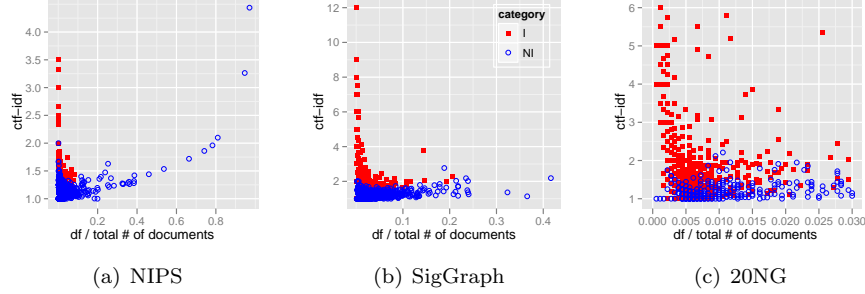 4.0
3.5
3.0
2.5
2.0
1.5
1.0
ctf−idf
0.2 0.4 0.6 0.8
df / total # of documents
(a) NIPS
12
10
8
6
4
2
ctf−idf
category
I
NI
0.1 0.2 0.3 0.4
df / total # of documents
(b) SigGraph
6
5
4
3
2
1
ctf−idf
0.000 0.005 0.010 0.015 0.020 0.025 0.030
df / total # of documents
(c) 20NG